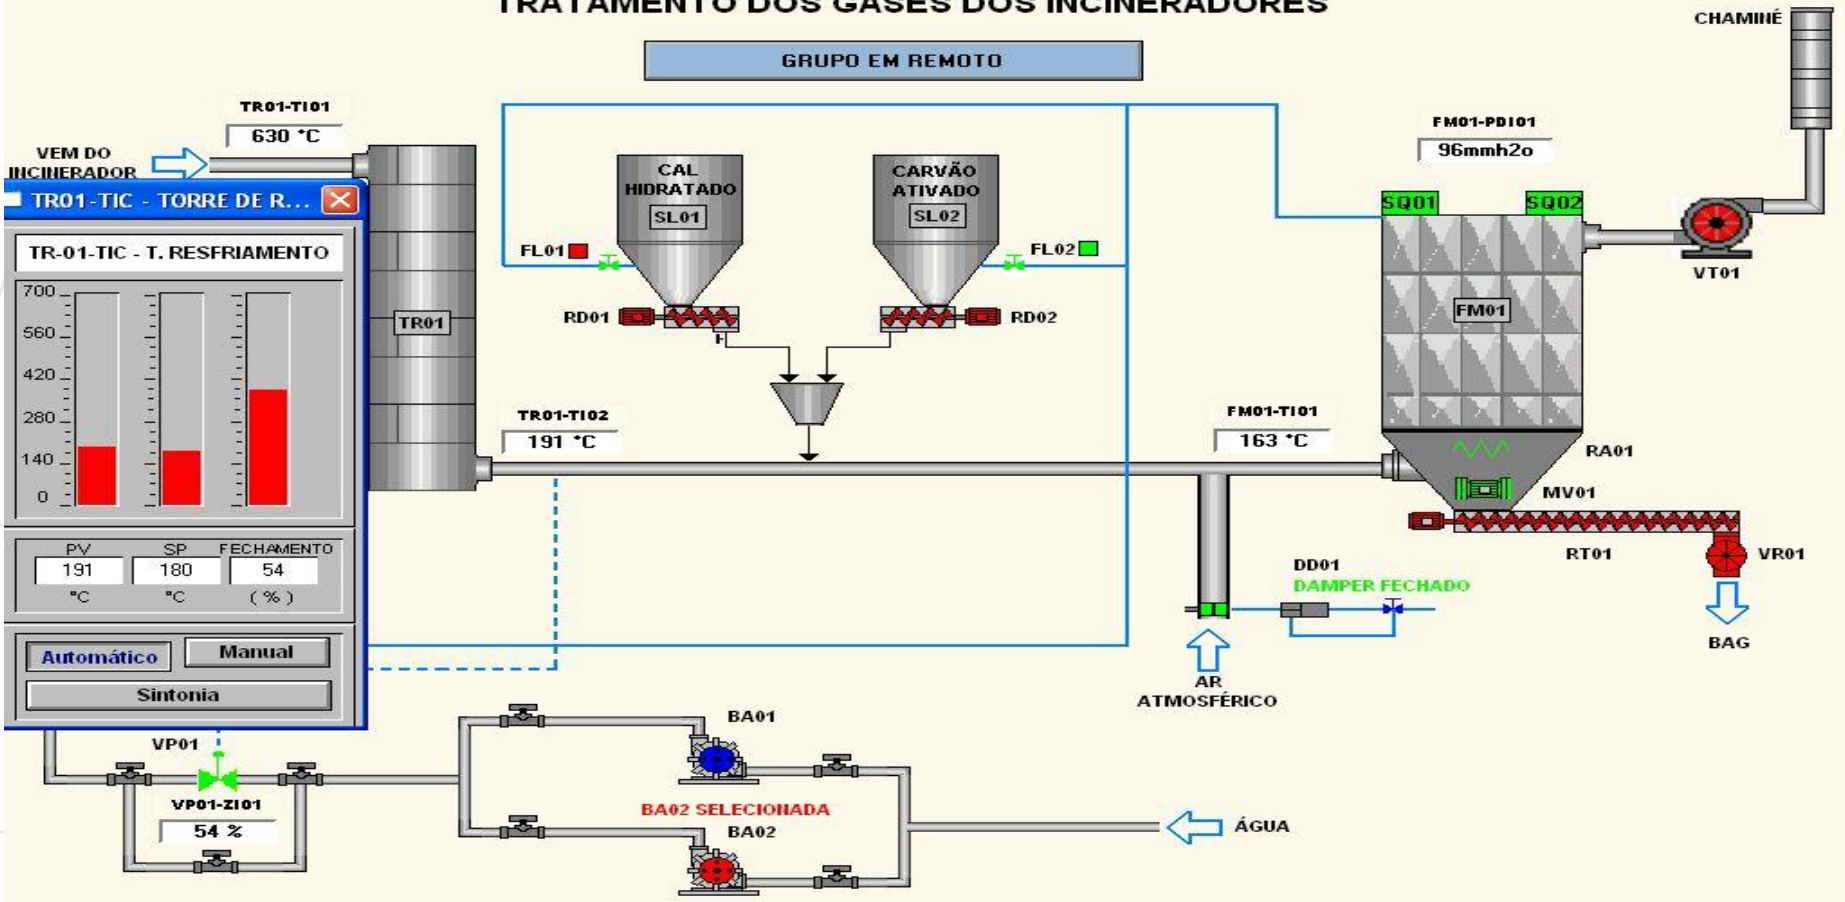 TRATAMENTO DOS GASES DOS INCINERADORES
CHAMINÉ
GRUPO EM REMOTO
TR01-TI01
630 °C
VEM DO
INCINERADOR
FM01-PDI01
96mmh2o
TR01-TIC - TORRE DE R...
TR-01-TIC - T. RESFRIAMENTO
700
560
420
280
140
0
PV
SP
FECHAMENTO
191
180
54
°C
°C
(%)
Automático
Manual
Sintonia
TR01
CAL
HIDRATADO
SL01
CARVÃO
ATIVADO
SL02
FL01
FL02
RD01
RD02
SQ01
SQ02
FM01
VT01
TR01-TI02
191 °C
FM01-TI01
163 °C
RA01
MV01
RT01
VR01
BAG
DD01
DAMPER FECHADO
AR
ATMOSFÉRICO
VP01
VP01-ZI01
54 %
BA01
BA02 SELECIONADA
BA02
ÁGUA